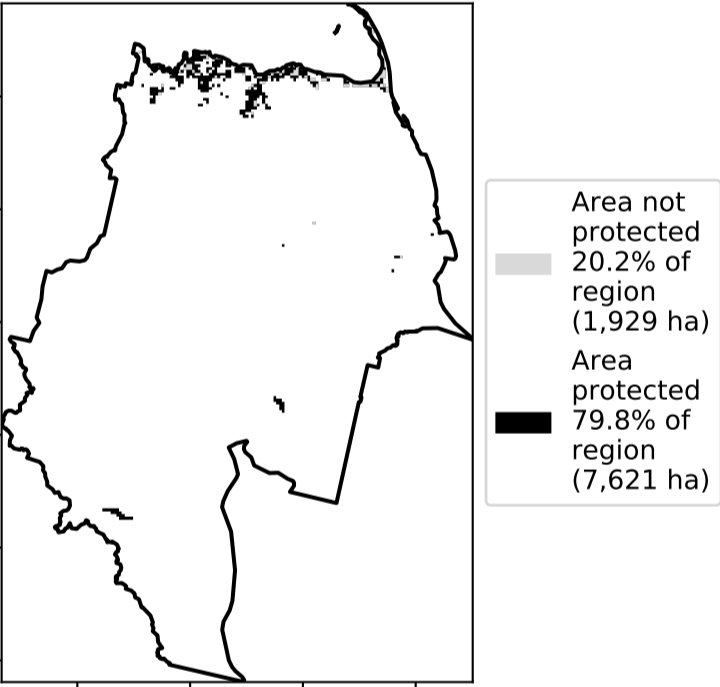 Area not
protected
20.2% of
region
(1,929 ha)
Area
protected
79.8% of
region
(7,621 ha)